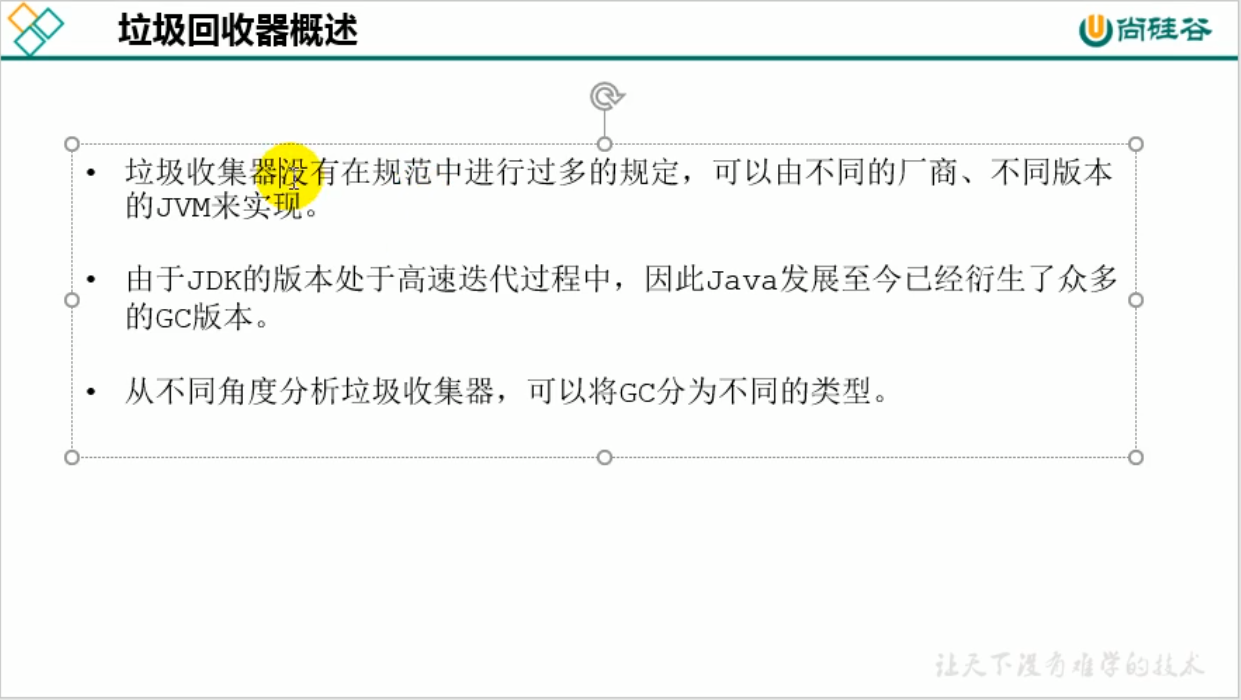 垃圾回收器概述
尚硅谷
• 垃圾收集器没有在规范中进行过多的规定，可以由不同的厂商、不同版本
的JVM来实现。
• 由于JDK的版本处于高速迭代过程中，因此Java发展至今已经衍生了众多
的GC版本。
• 从不同角度分析垃圾收集器，可以将GC分为不同的类型。
让天下没有难学的技术